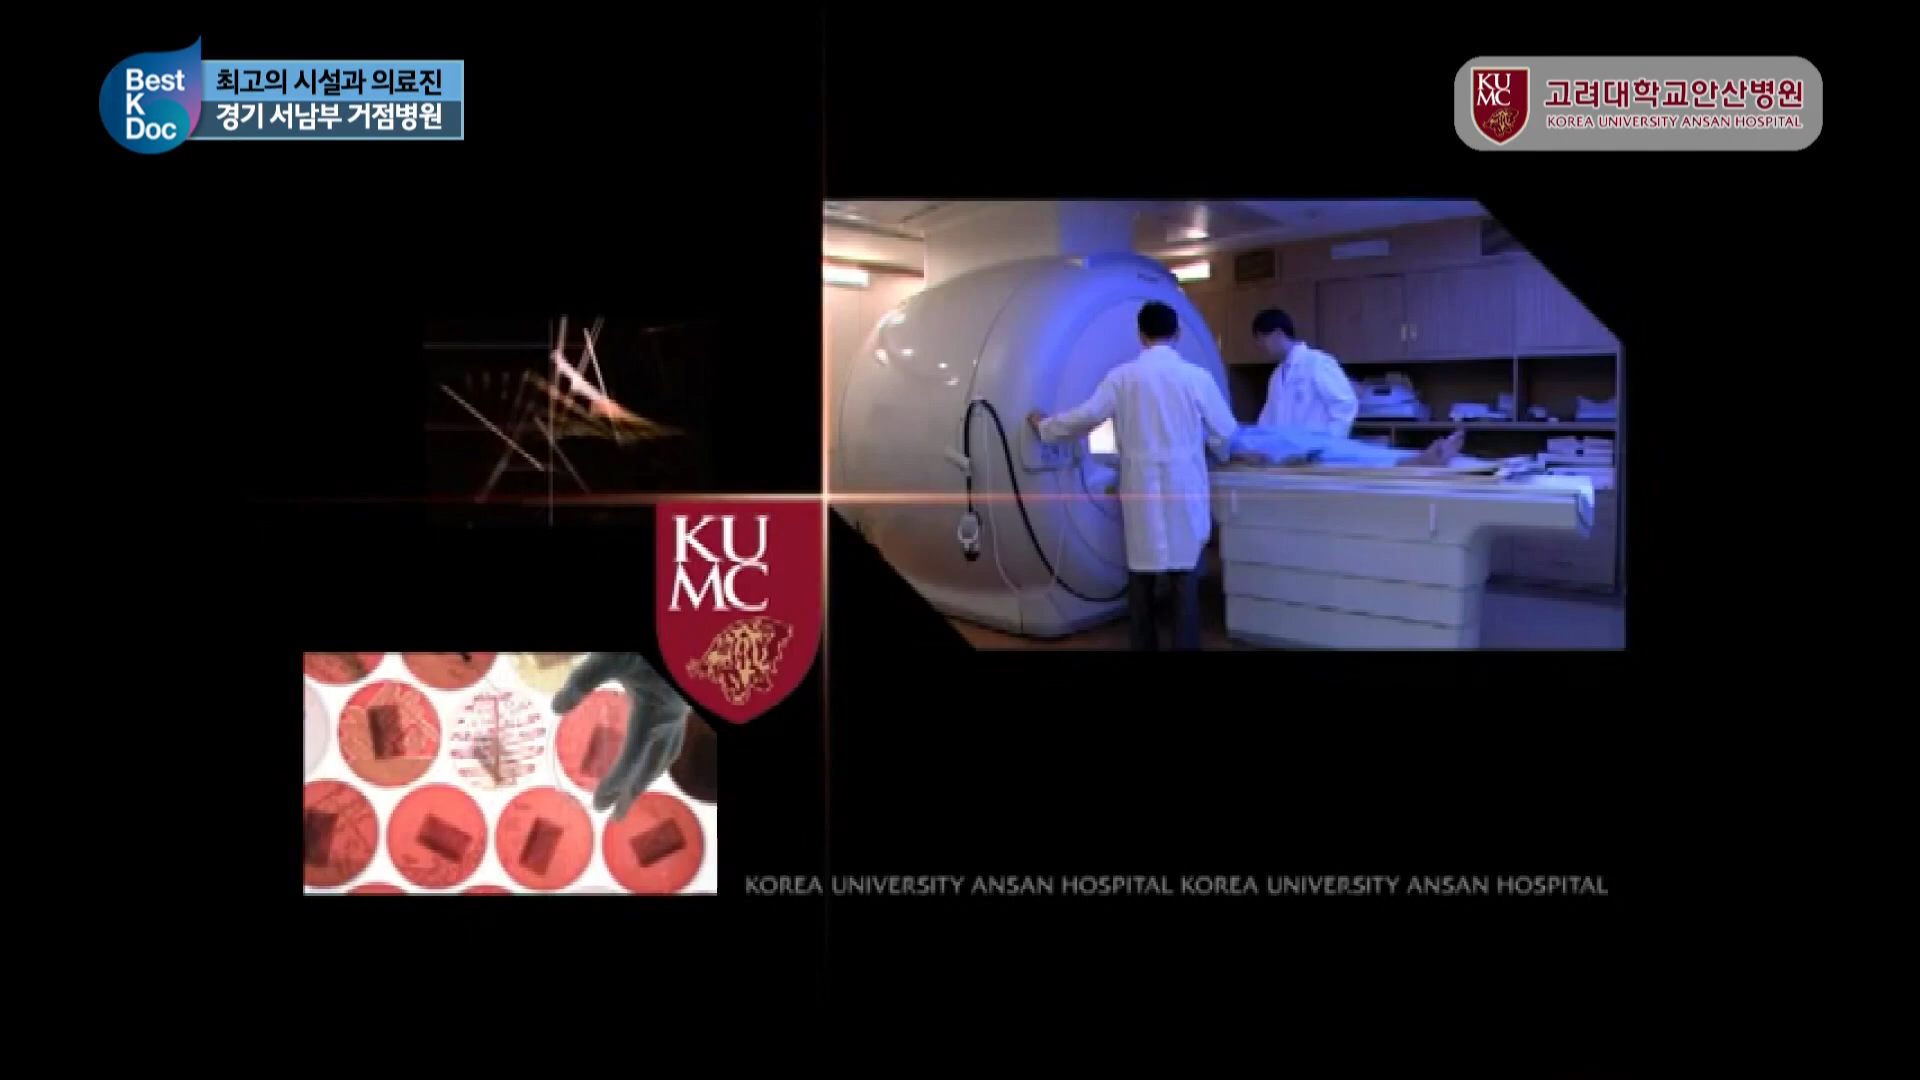 Best
K
Doc
최고의 시설과 의료진
경기 서남부 거점병원
KU
MC
고려대학교안산병원
KOREA UNIVERSITY ANSAN HOSPITAL
KU
MC
KOREA UNIVERSITY ANSAN HOSPITAL KOREA UNIVERSITY ANSAN HOSPITAL